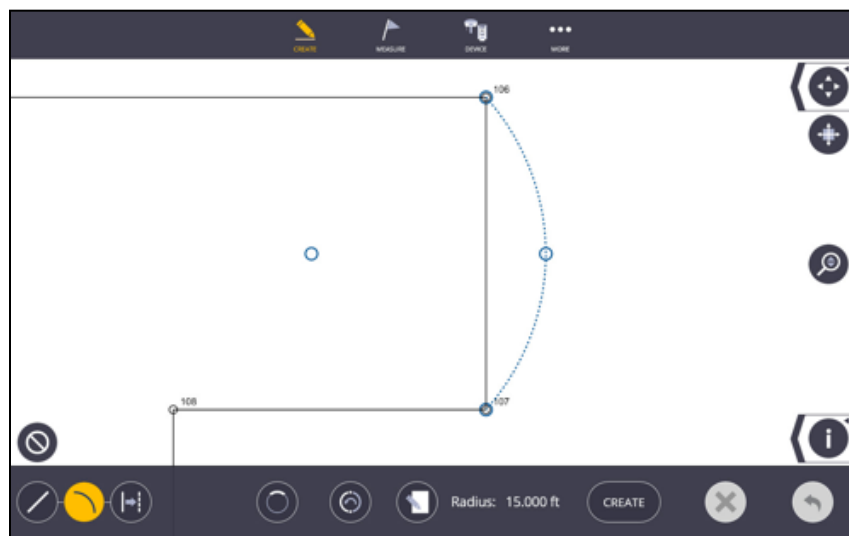 CREATE MEASURE DEVICE MORE
106
108
107
i
Radius: 15.000 ft CREATE